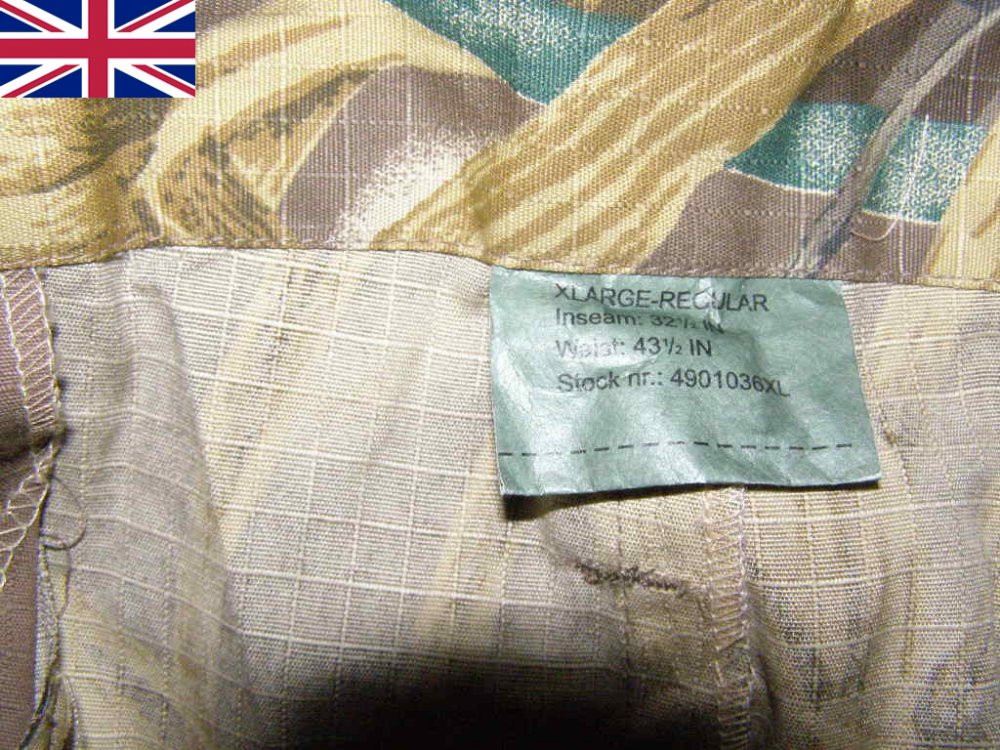 XLARGE-REGULAR
Inseam: 32½ IN
Waist: 43½ IN
Stock nr.: 4901036XL